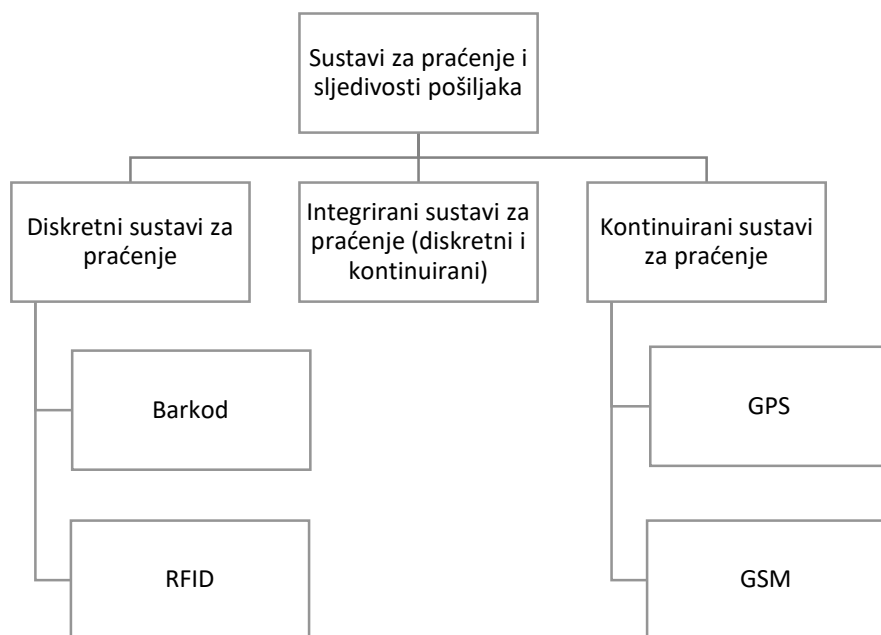 Sustavi za praćenje i
sljedivosti pošiljaka
Diskretni sustavi za
praćenje
Integrirani sustavi za
praćenje (diskretni i
kontinuirani)
Kontinuirani sustavi
za praćenje
Barkod
GPS
RFID
GSM